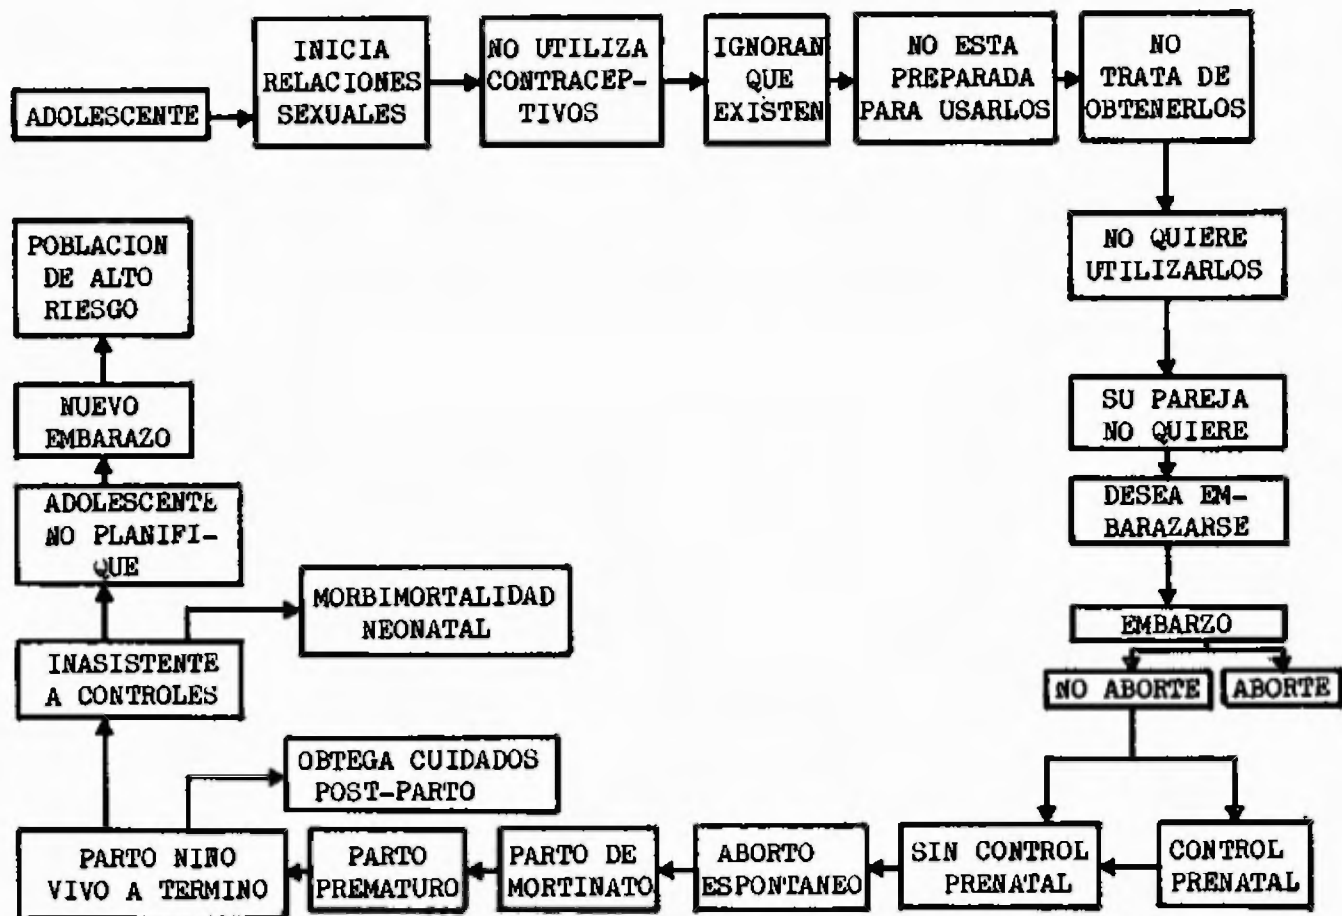 ADOLESCENTE
INICIA
RELACIONES
SEXUALES
NO UTILIZA
CONTRACEP-
TIVOS
IGNORAN
QUE
EXISTEN
NO ESTA
PREPARADA
PARA USARLOS
NO
TRATA DE
OBTENERLOS
NO QUIERE
UTILIZARLOS
SU PAREJA
NO QUIERE
DESEA EM-
BARAZARSE
EMBARZO
NO ABORTE
ABORTE
CONTROL
PRENATAL
SIN CONTROL
PRENATAL
ABORTO
ESPONTANEO
PARTO DE
MORTINATO
PARTO
PREMATURO
PARTO NIÑO
VIVO A TERMINO
OBTEGA CUIDADOS
POST-PARTO
INASISTENTE
A CONTROLES
MORBIMORTALIDAD
NEONATAL
ADOLESCENTE
NO PLANIFI-
QUE
NUEVO
EMBARAZO
POBLACION
DE ALTO
RIESGO